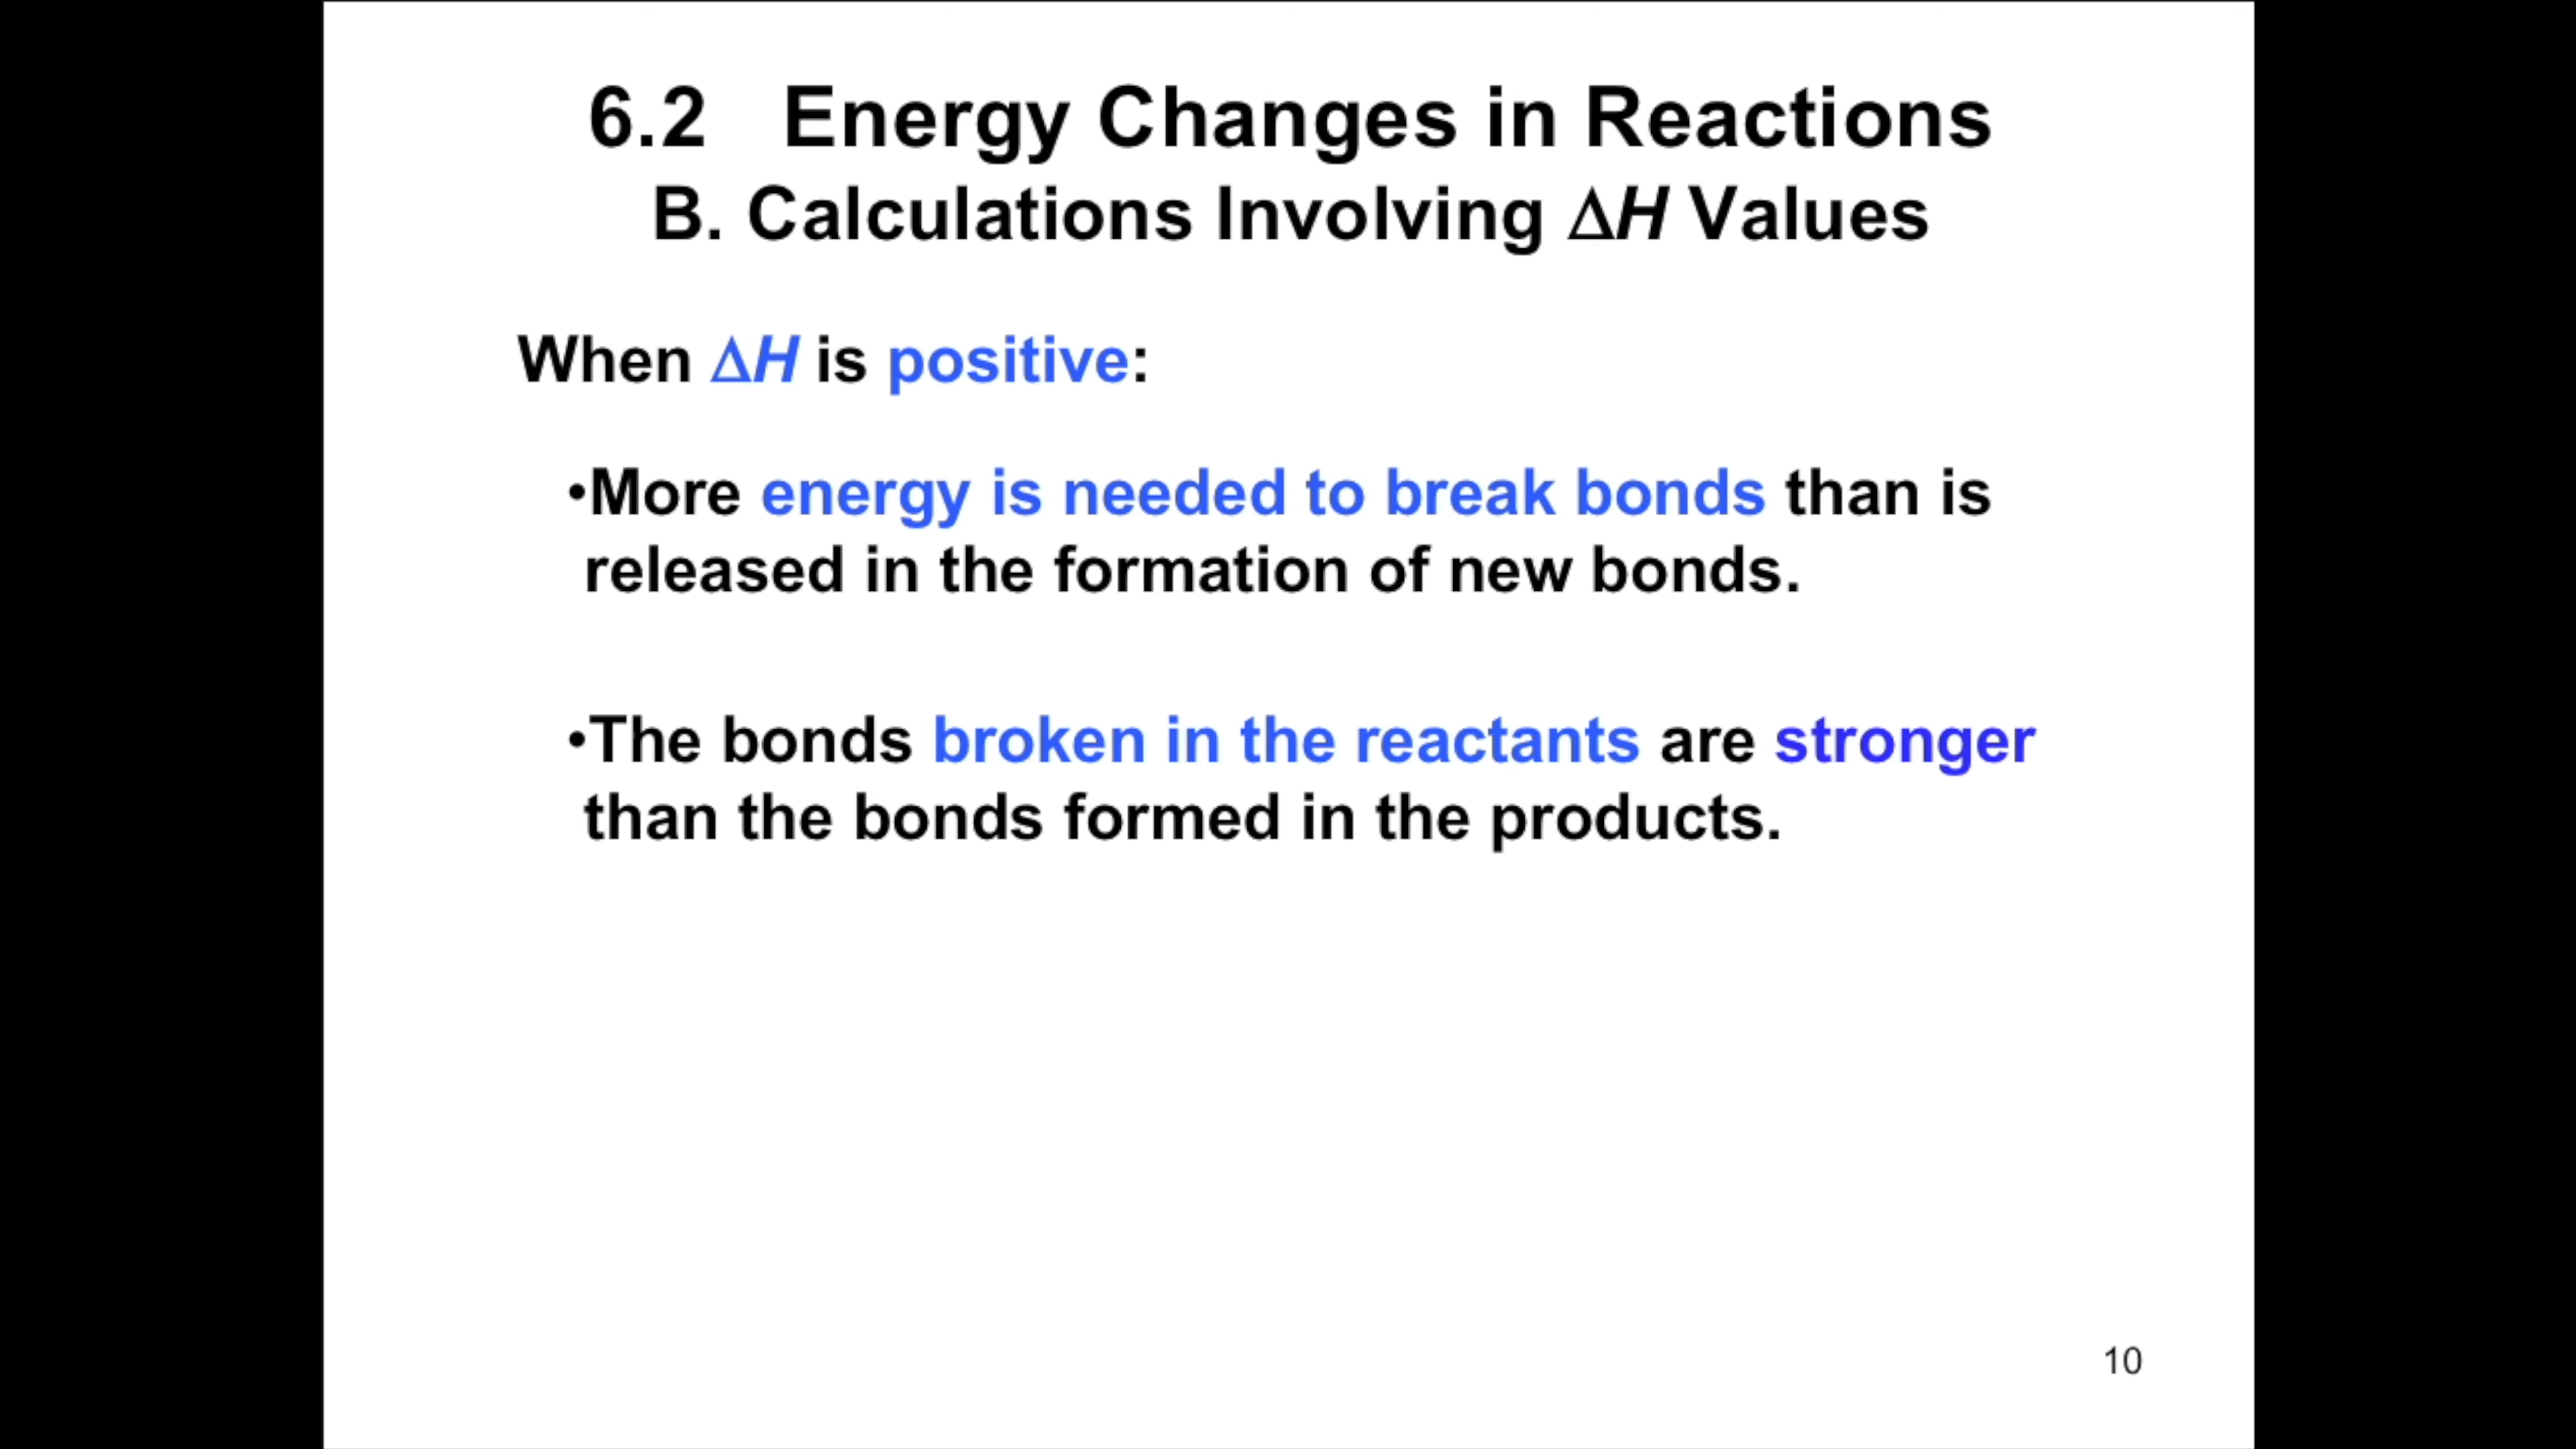 6.2 Energy Changes in Reactions
B. Calculations Involving ΔH Values
When ΔH is positive:
•More energy is needed to break bonds than is
released in the formation of new bonds.
•The bonds broken in the reactants are stronger
than the bonds formed in the products.
10